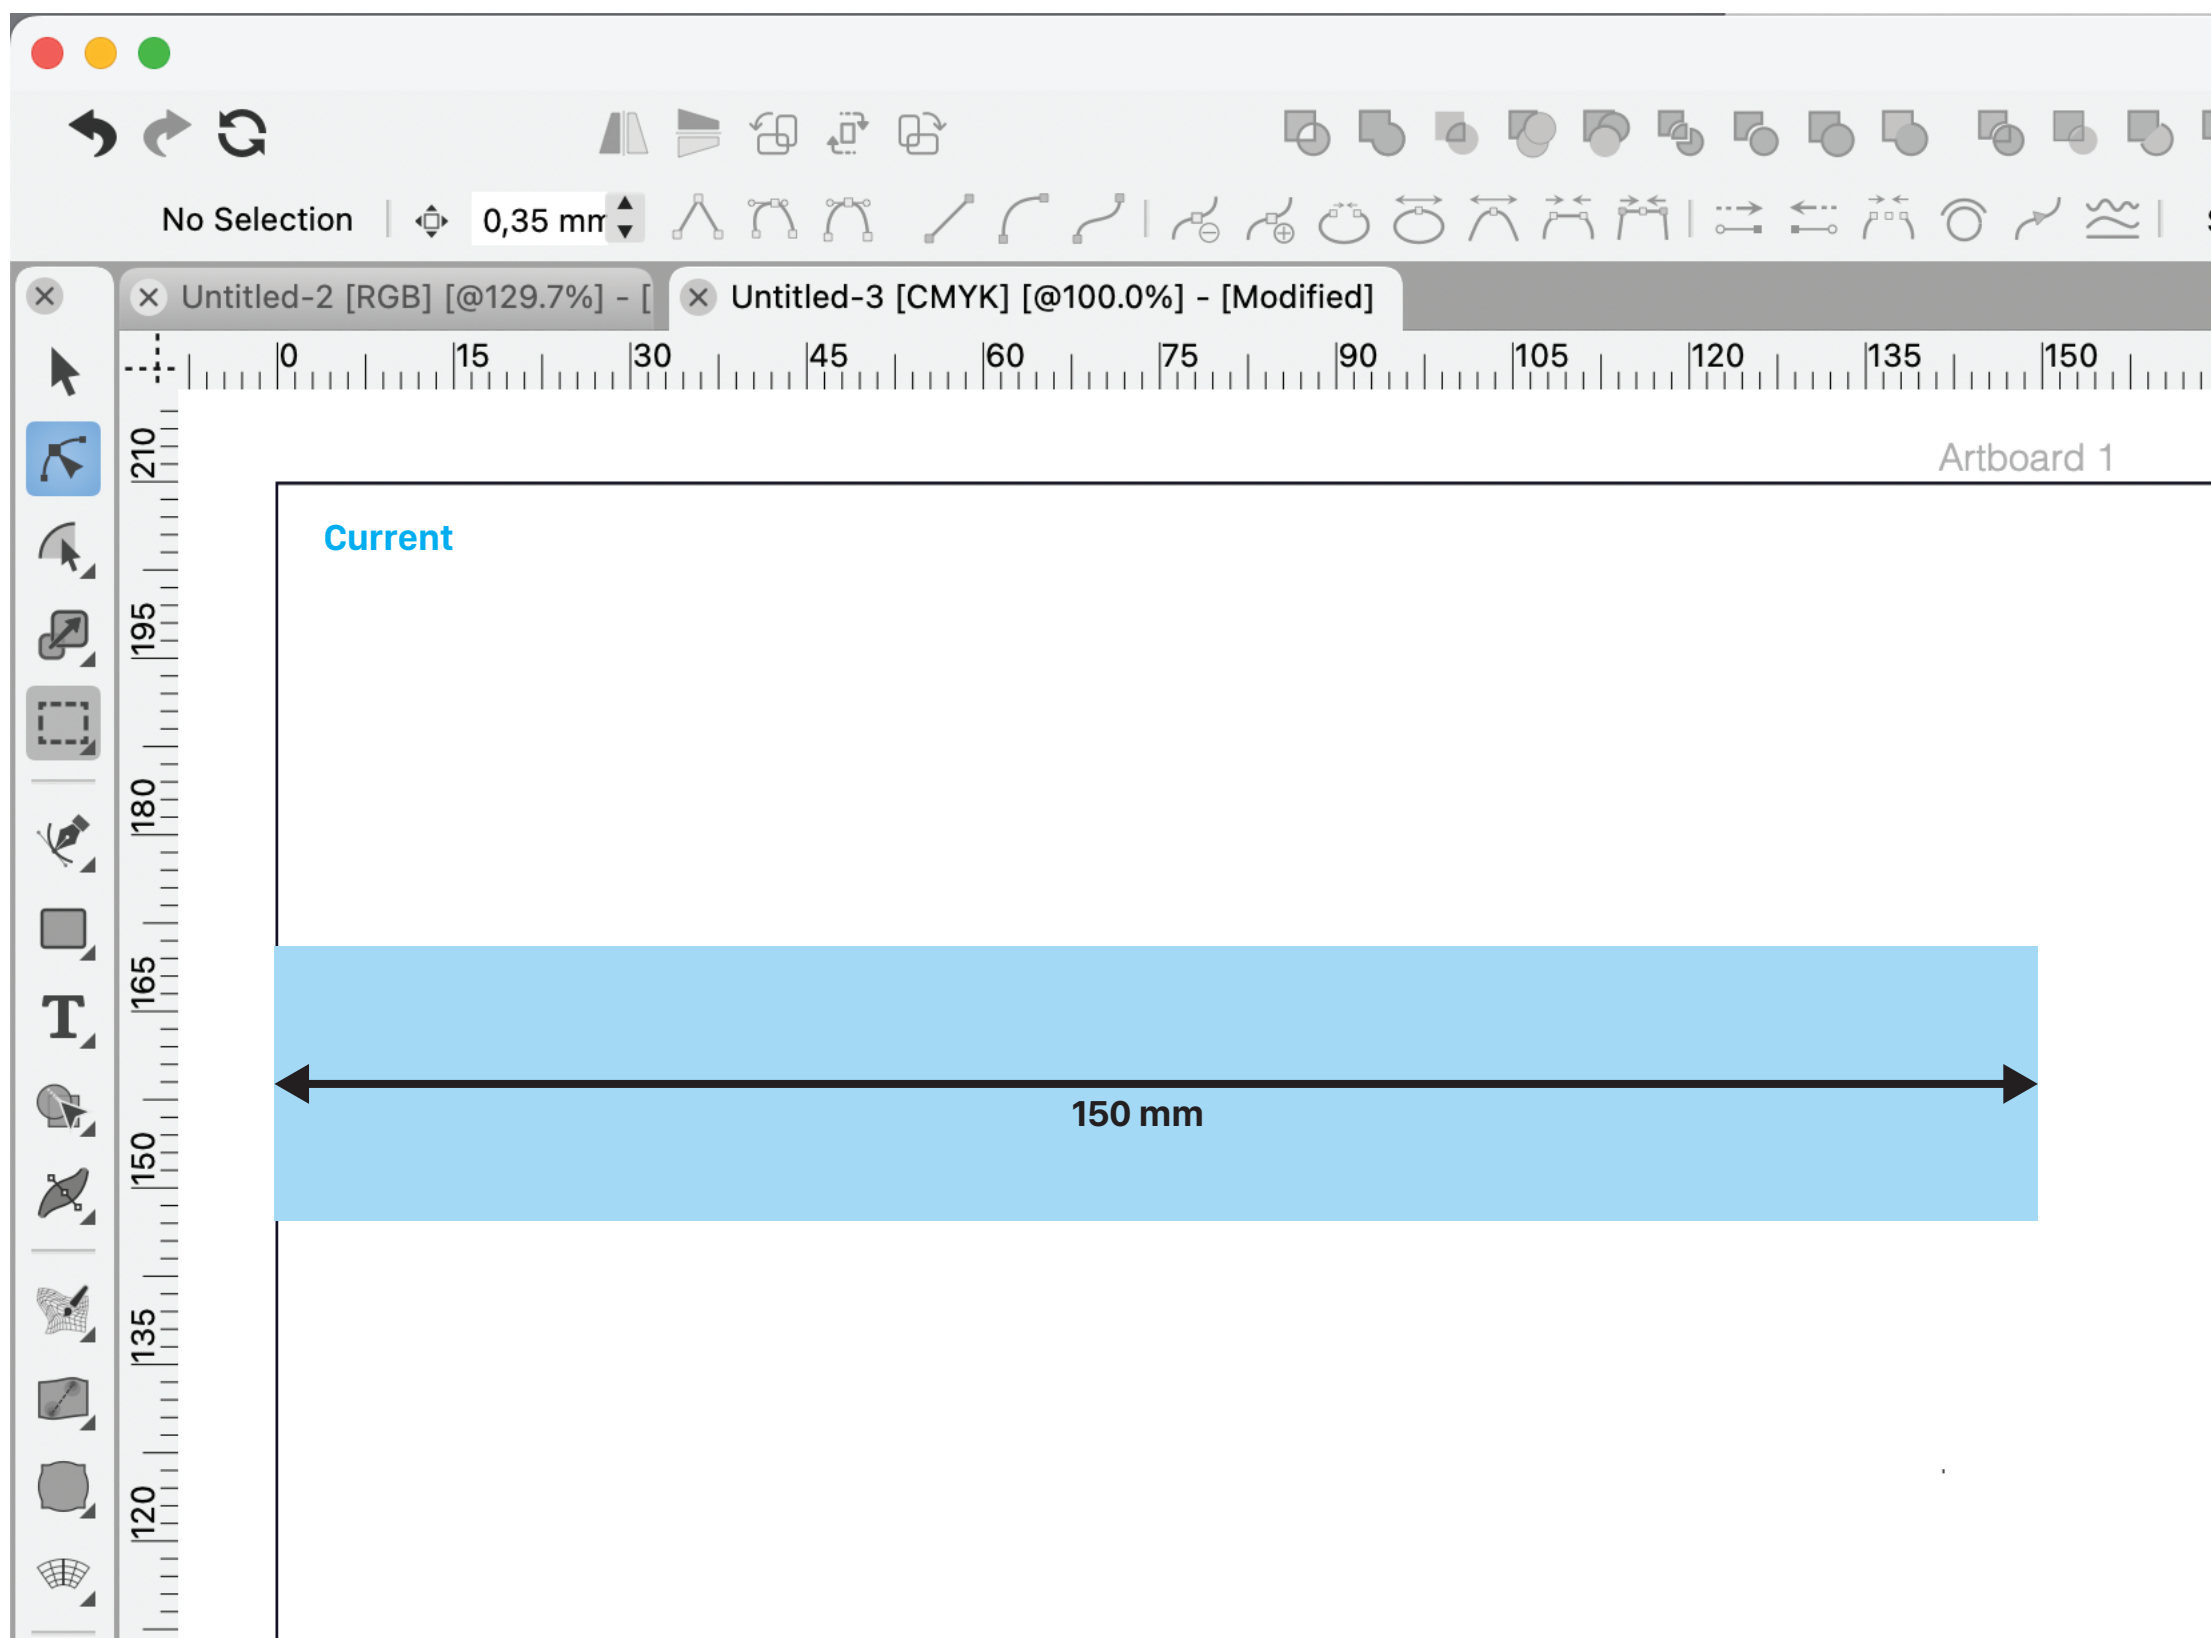 No Selection 0,35 mm
Untitled-2 [RGB] [@129.7%] - [
Untitled-3 [CMYK] [@100.0%] - [Modified]
0 15 30 45 60 75 90 105 120 135 150
210
Artboard 1
Current
195
180
165
150 mm
150
135
120